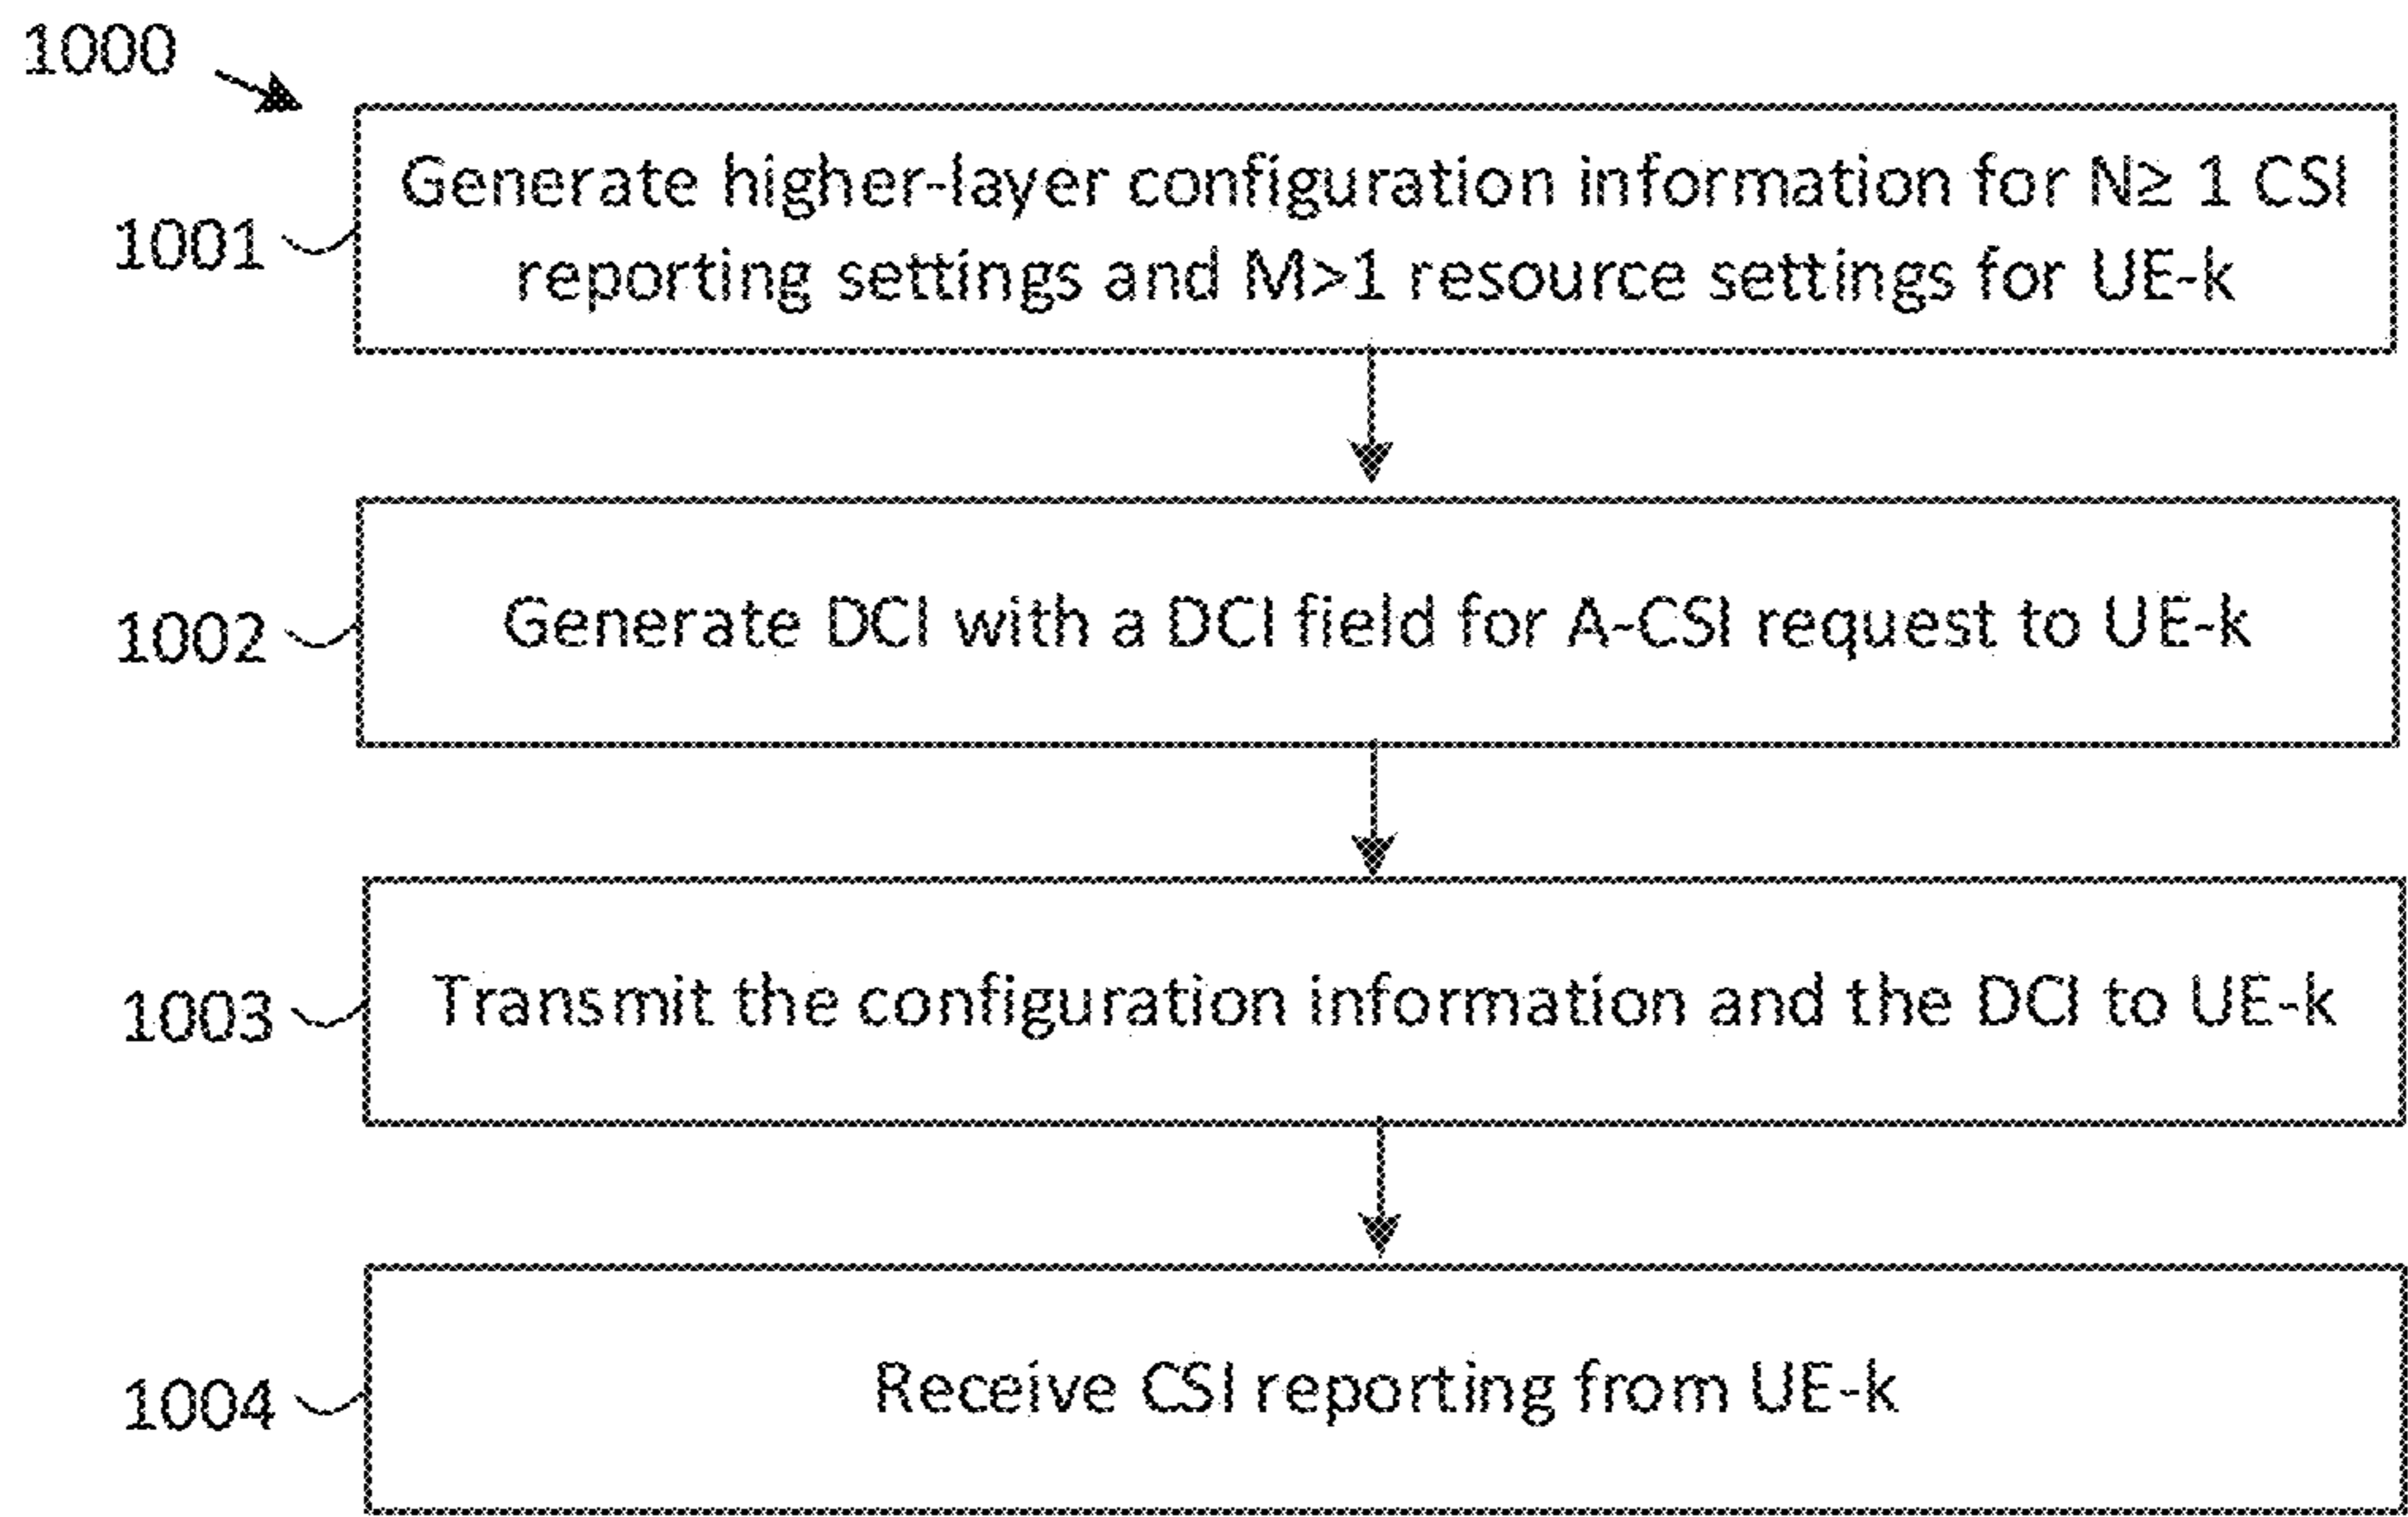 1000
Generate higher-layer configuration information for N≥ 1 CSI
1001
reporting settings and M>1 resource settings for UE-k
1002
Generate DCI with a DCI field for A-CSI request to UE-k
1003
Transmit the configuration information and the DCI to UE-k
1004
Receive CSI reporting from UE-k